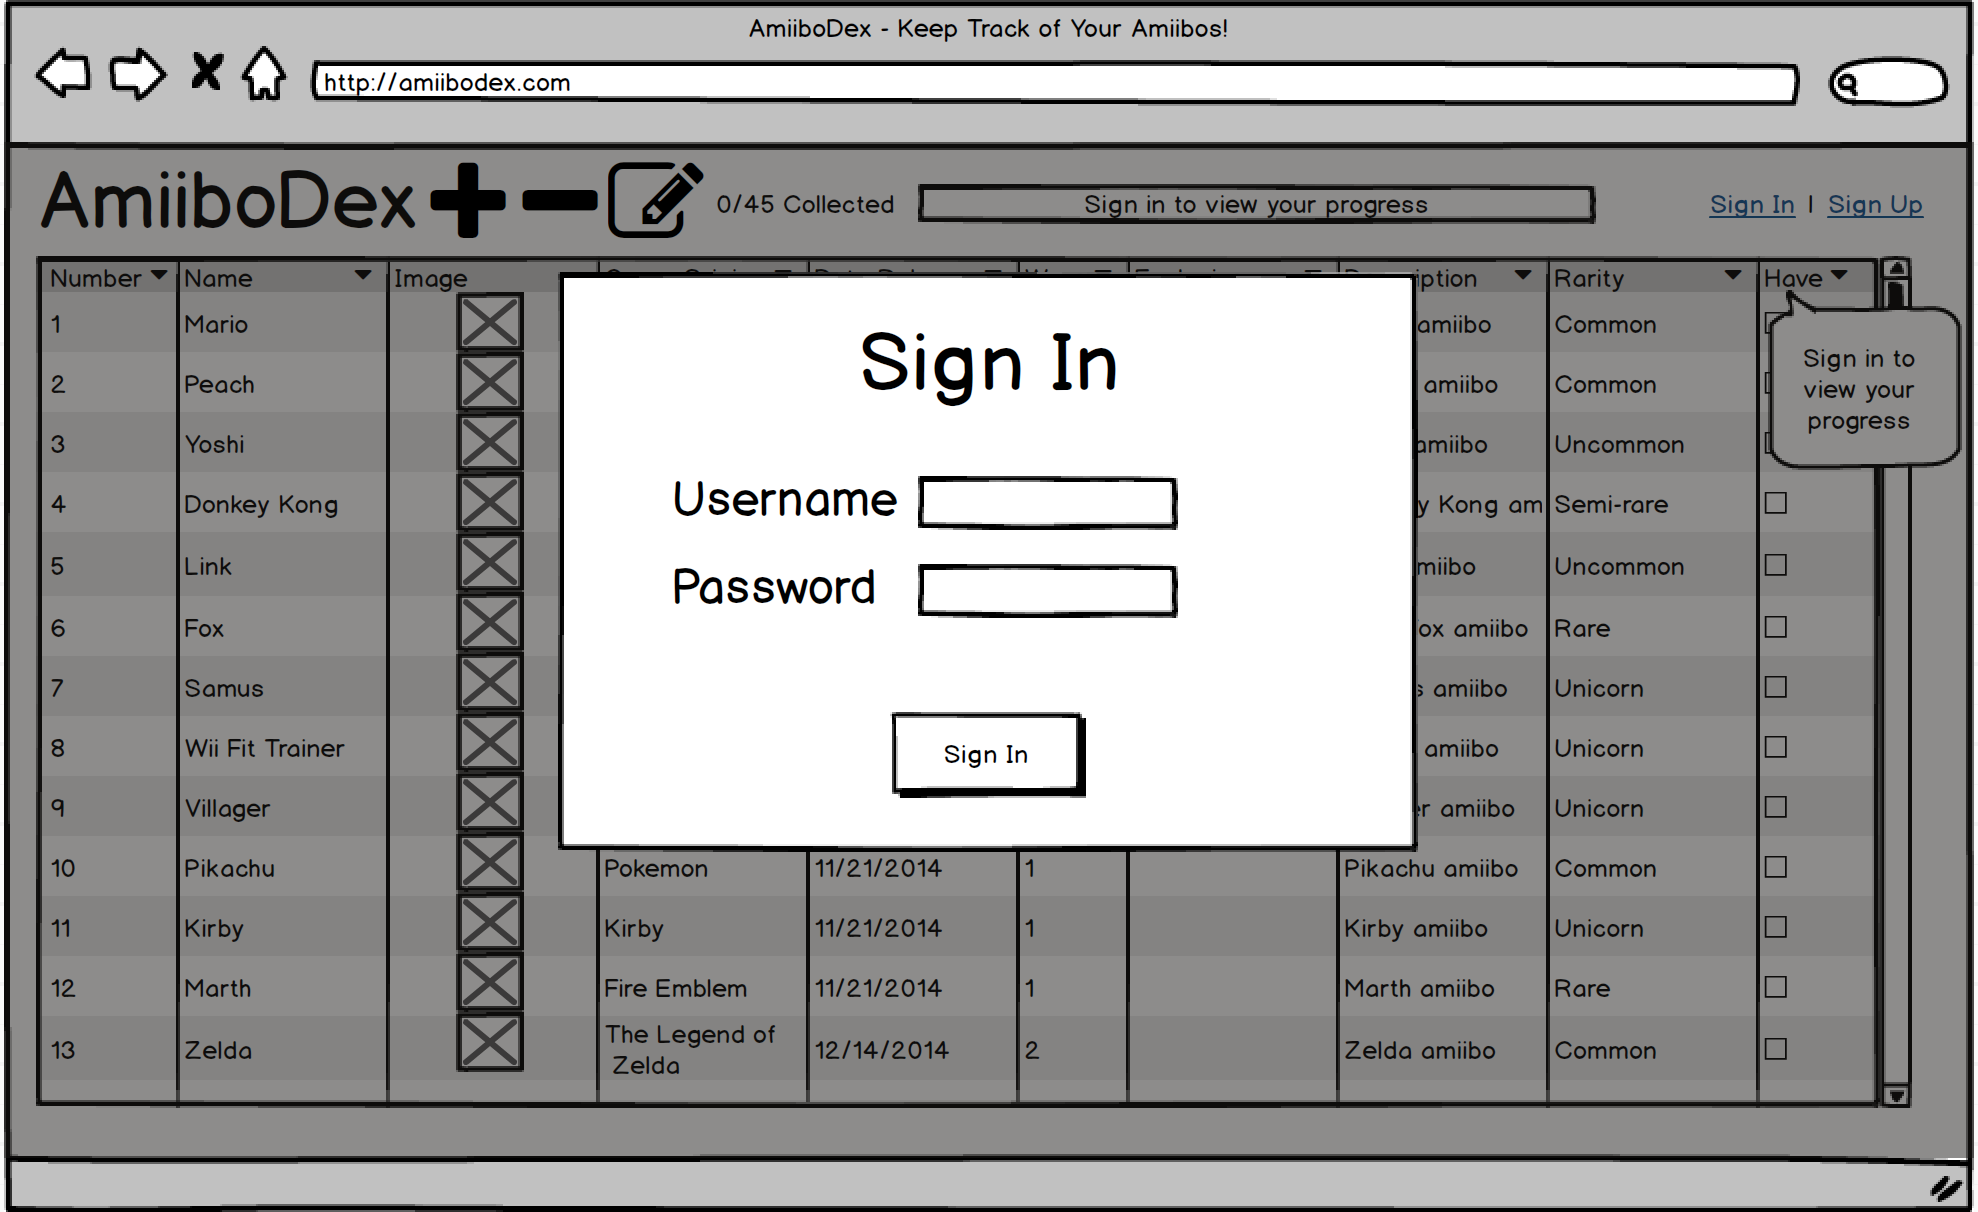 AmiiboDex - Keep Track of Your Amiibos!
http://amiibodex.com
AmiiboDex 0/45 Collected Sign in to view your progress Sign In | Sign Up
Number Name Image Rarity Have
1 Mario amiibo Common
2 Peach amiibo Common
3 Yoshi amiibo Uncommon
4 Donkey Kong y Kong am Semi-rare
5 Link miibo Uncommon
6 Fox ox amiibo Rare
7 Samus s amiibo Unicorn
8 Wii Fit Trainer amiibo Unicorn
9 Villager er amiibo Unicorn
10 Pikachu Pokemon 11/21/2014 1 Pikachu amiibo Common
11 Kirby Kirby 11/21/2014 1 Kirby amiibo Unicorn
12 Marth Fire Emblem 11/21/2014 1 Marth amiibo Rare
13 Zelda The Legend of
Zelda 12/14/2014 2 Zelda amiibo Common
Sign in to
view your
progress
Sign In
Username
Password
Sign In